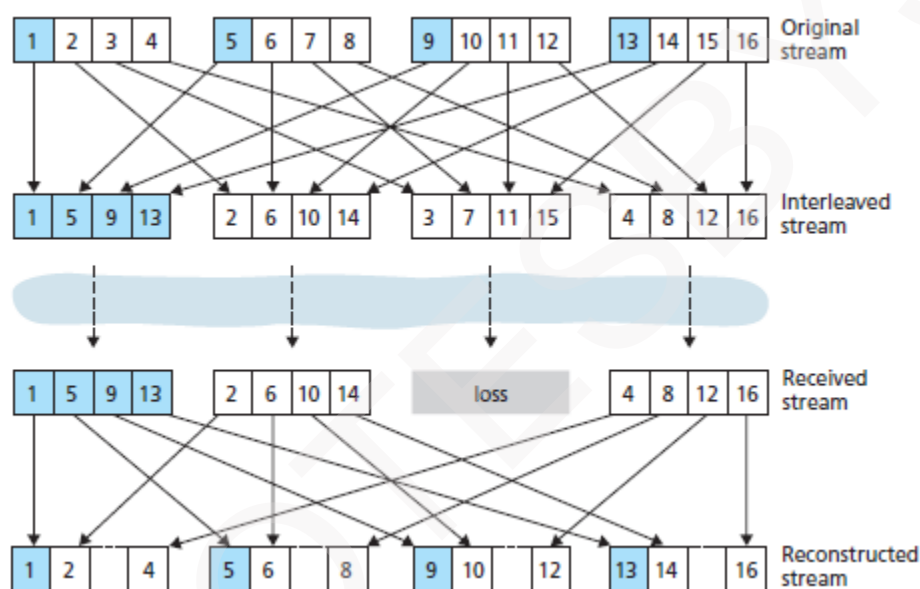 1 2 3 4 5 6 7 8 9 10 11 12 13 14 15 16 Original
stream
1 5 9 13 2 6 10 14 3 7 11 15 4 8 12 16 Interleaved
stream
1 5 9 13 2 6 10 14 loss 4 8 12 16 Received
stream
1 2 4 5 6 8 9 10 12 13 14 16 Reconstructed
stream